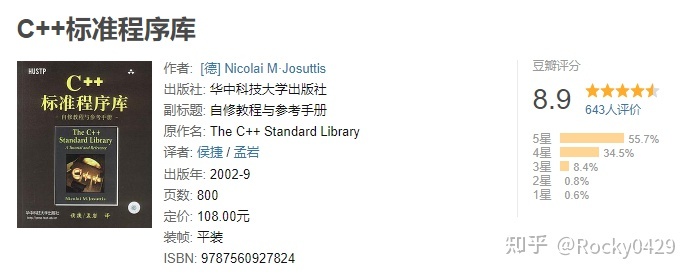 C++标准程序库
HUSTP
C++
标准程序库
－自修教程与参考手册－
The C++
Standard Library
A Tutorial and Reference
Nicolai M. Josuttis
华中科技大学出版社
侯捷/孟岩 译
作者: [德] Nicolai M·Josuttis
出版社: 华中科技大学出版社
副标题: 自修教程与参考手册
原作名: The C++ Standard Library
译者: 侯捷 / 孟岩
出版年: 2002-9
页数: 800
定价: 108.00元
装帧: 平装
ISBN: 9787560927824
豆瓣评分
8.9
643人评价
5星 55.7%
4星 34.5%
3星 8.4%
2星 0.8%
1星 0.6%
知乎 @Rocky0429